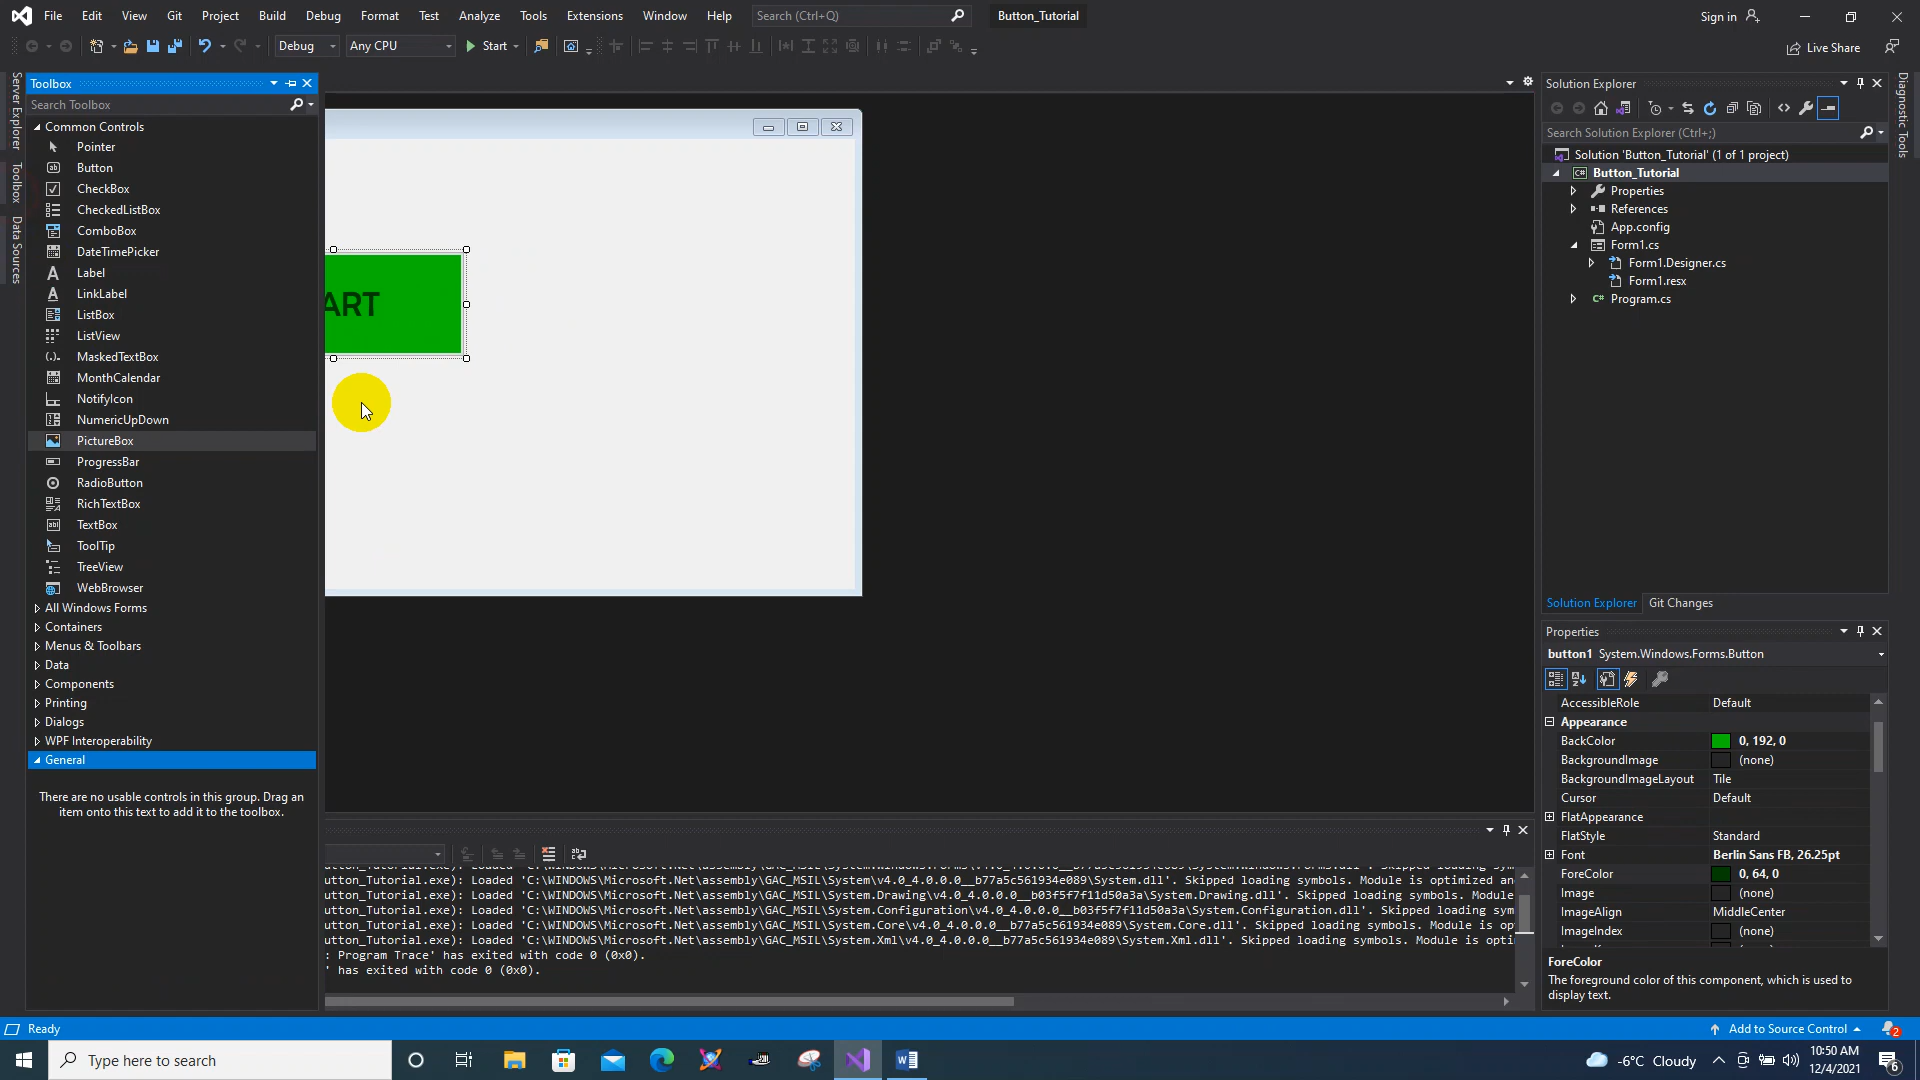 File Edit View Git Project Build Debug Format Test Analyze Tools Extensions Window Help Search (Ctrl+Q) Button_Tutorial Sign in
Debug Any CPU Start Live Share
Server Explorer
Toolbox
Data Sources
Toolbox
Search Toolbox
Common Controls
Pointer
Button
CheckBox
CheckedListBox
ComboBox
DateTimePicker
Label
LinkLabel
ListBox
ListView
MaskedTextBox
MonthCalendar
NotifyIcon
NumericUpDown
PictureBox
ProgressBar
RadioButton
RichTextBox
TextBox
ToolTip
TreeView
WebBrowser
All Windows Forms
Containers
Menus & Toolbars
Data
Components
Printing
Dialogs
WPF Interoperability
General
There are no usable controls in this group. Drag an
item onto this text to add it to the toolbox.
ART
utton_Tutorial.exe): Loaded 'C:\WINDOWS\Microsoft.Net\assembly\GAC_MSIL\System\v4.0_4.0.0.0__b77a5c561934e089\System.dll'. Skipped loading symbols. Module is optimized an
utton_Tutorial.exe): Loaded 'C:\WINDOWS\Microsoft.Net\assembly\GAC_MSIL\System.Drawing\v4.0_4.0.0.0__b03f5f7f11d50a3a\System.Drawing.dll'. Skipped loading symbols. Module
utton_Tutorial.exe): Loaded 'C:\WINDOWS\Microsoft.Net\assembly\GAC_MSIL\System.Configuration\v4.0_4.0.0.0__b03f5f7f11d50a3a\System.Configuration.dll'. Skipped loading sym
utton_Tutorial.exe): Loaded 'C:\WINDOWS\Microsoft.Net\assembly\GAC_MSIL\System.Core\v4.0_4.0.0.0__b77a5c561934e089\System.Core.dll'. Skipped loading symbols. Module is op
utton_Tutorial.exe): Loaded 'C:\WINDOWS\Microsoft.Net\assembly\GAC_MSIL\System.Xml\v4.0_4.0.0.0__b77a5c561934e089\System.Xml.dll'. Skipped loading symbols. Module is opti
: Program Trace' has exited with code 0 (0x0).
' has exited with code 0 (0x0).
Solution Explorer
Search Solution Explorer (Ctrl+;)
Solution 'Button_Tutorial' (1 of 1 project)
Button_Tutorial
Properties
References
App.config
Form1.cs
Form1.Designer.cs
Form1.resx
Program.cs
Solution Explorer Git Changes
Diagnostic Tools
Properties
button1 System.Windows.Forms.Button
AccessibleRole Default
Appearance
BackColor 0, 192, 0
BackgroundImage (none)
BackgroundImageLayout Tile
Cursor Default
FlatAppearance
FlatStyle Standard
Font Berlin Sans FB, 26.25pt
ForeColor 0, 64, 0
Image (none)
ImageAlign MiddleCenter
ImageIndex (none)
ForeColor
The foreground color of this component, which is used to
display text.
Ready Add to Source Control 2
Type here to search -6°C Cloudy 10:50 AM
12/4/2021 6